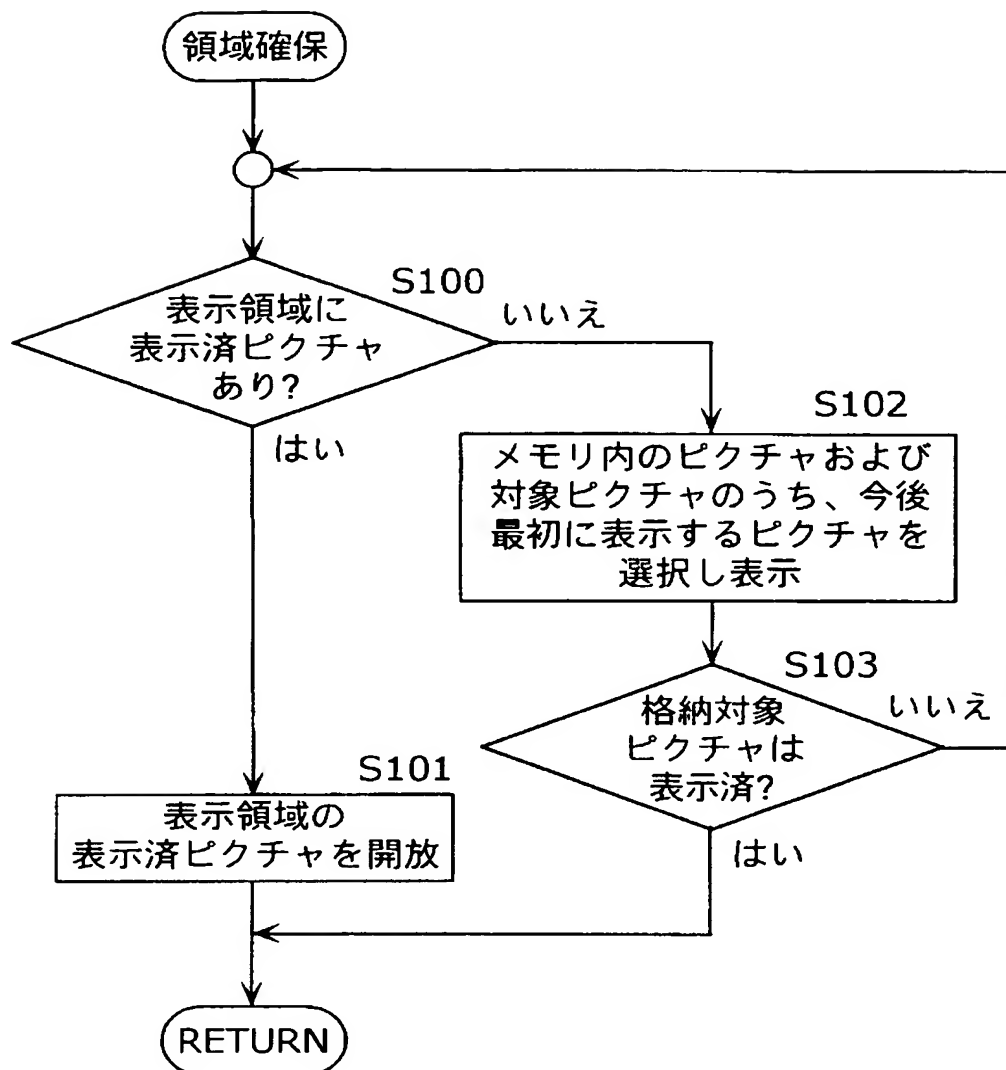 領域確保
S100
表示領域に
表示済ピクチャ
あり?
いいえ
はい
S102
メモリ内のピクチャおよび
対象ピクチャのうち、今後
最初に表示するピクチャを
選択し表示
S103
格納対象
ピクチャは
表示済?
いいえ
はい
S101
表示領域の
表示済ピクチャを開放
RETURN